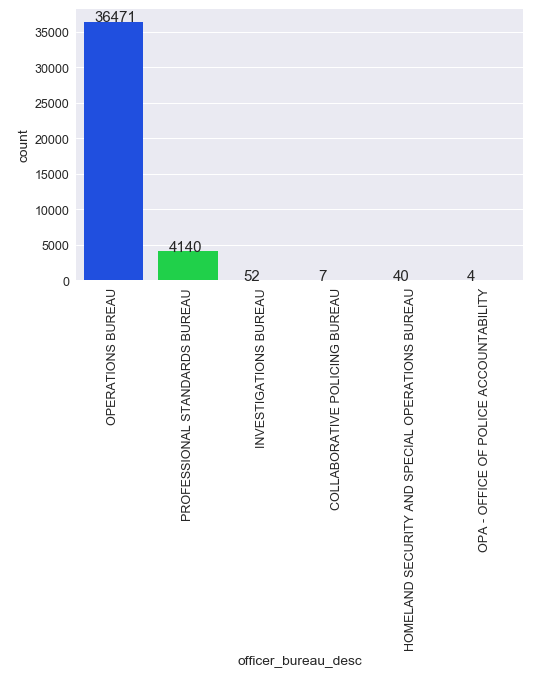 36471
35000
30000
25000
count
20000
15000
10000
4140
5000
52
7
40
4
0
OPERATIONS BUREAU
PROFESSIONAL STANDARDS BUREAU
INVESTIGATIONS BUREAU
COLLABORATIVE POLICING BUREAU
HOMELAND SECURITY AND SPECIAL OPERATIONS BUREAU
OPA - OFFICE OF POLICE ACCOUNTABILITY
officer_bureau_desc